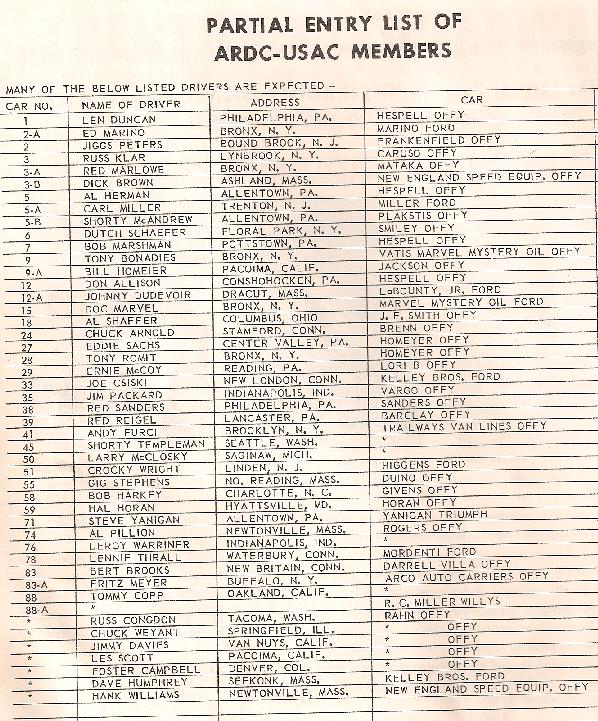 PARTIAL ENTRY LIST OF
ARDC-USAC MEMBERS
MANY OF THE BELOW LISTED DRIVERS ARE EXPECTED -
CAR NO. NAME OF DRIVER ADDRESS CAR
1 LEN DUNCAN PHILADELPHIA, PA. HESPELL OFFY
2-A ED MARINO BRONX, N. Y. MARINO FORD
2 JIGGS PETERS BOUND BROOK, N. J. FRANKENFIELD OFFY
3 RUSS KLAR LYNBROOK, N. Y. CARUSO OFFY
3-A RED MARLOWE BRONX, N. Y. MATAKA OFFY
3-B DICK BROWN ASHLAND, MASS. NEW ENGLAND SPEED EQUIP. OFFY
5 AL HERMAN ALLENTOWN, PA. HESPELL OFFY
5-A CARL MILLER TRENTON, N. J. MILLER FORD
5-B SHORTY McANDREW ALLENTOWN, PA. PLAKSTIS OFFY
6 DUTCH SCHAEFER FLORAL PARK, N. Y. SMILEY OFFY
7 BOB MARSHMAN POTTSTOWN, PA. HESPELL OFFY
9 TONY BONADIES BRONX, N. Y. VATIS MARVEL MYSTERY OIL OFFY
9-A BILL HOMEIER PACOIMA, CALIF. JACKSON OFFY
12 DON ALLISON CONSHOHOCKEN, PA. HESPELL OFFY
12-A JOHNNY DUDEVOIR DRACUT, MASS. LaBOUNTY, JR. FORD
15 DOC MARVEL BRONX, N. Y. MARVEL MYSTERY OIL FORD
18 AL SHAFFER COLUMBUS, OHIO J. F. SMITH OFFY
24 CHUCK ARNOLD STAMFORD, CONN. BRENN OFFY
27 EDDIE SACHS CENTER VALLEY, PA. HOMEYER OFFY
28 TONY ROMIT BRONX, N. Y. HOMEYER OFFY
29 ERNIE McCOY READING, PA. LORI B OFFY
33 JOE CSISKI NEW LONDON, CONN. KELLEY BROS. FORD
35 JIM PACKARD INDIANAPOLIS, IND. VARGO OFFY
38 RED SANDERS PHILADELPHIA, PA. SANDERS OFFY
39 RED REIGEL LANCASTER, PA. BARCLAY OFFY
41 ANDY FURCI BROOKLYN, N. Y. TRAILWAYS VAN LINES OFFY
45 SHORTY TEMPLEMAN SEATTLE, WASH. *
50 LARRY McCLOSKY SAGINAW, MICH. *
51 CROCKY WRIGHT LINDEN, N. J. HIGGENS FORD
55 GIG STEPHENS NO. READING, MASS. DUINO OFFY
58 BOB HARKEY CHARLOTTE, N. C. GIVENS OFFY
59 HAL HORAN HYATTSVILLE, MD. HORAN OFFY
71 STEVE YANIGAN ALLENTOWN, PA. YANIGAN TRIUMPH
74 AL PILLION NEWTONVILLE, MASS. ROGERS OFFY
76 LEROY WARRINER INDIANAPOLIS, IND. *
78 LENNIE THRALL WATERBURY, CONN. MORDENTI FORD
83 BERT BROOKS NEW BRITAIN, CONN. DARRELL VILLA OFFY
83-A FRITZ MEYER BUFFALO, N. Y. ARCO AUTO CARRIERS OFFY
88 TOMMY COPP OAKLAND, CALIF. *
88-A * R. C. MILLER WILLYS
* RUSS CONGDON TACOMA, WASH. RAHN OFFY
* CHUCK WEYANT SPRINGFIELD, ILL. * OFFY
* JIMMY DAVIES VAN NUYS, CALIF. * OFFY
* LES SCOTT PACOIMA, CALIF. * OFFY
* FOSTER CAMPBELL DENVER, COL. * OFFY
* DAVE HUMPHREY SEEKONK, MASS. KELLEY BROS. FORD
* HANK WILLIAMS NEWTONVILLE, MASS. NEW ENGLAND SPEED EQUIP. OFFY